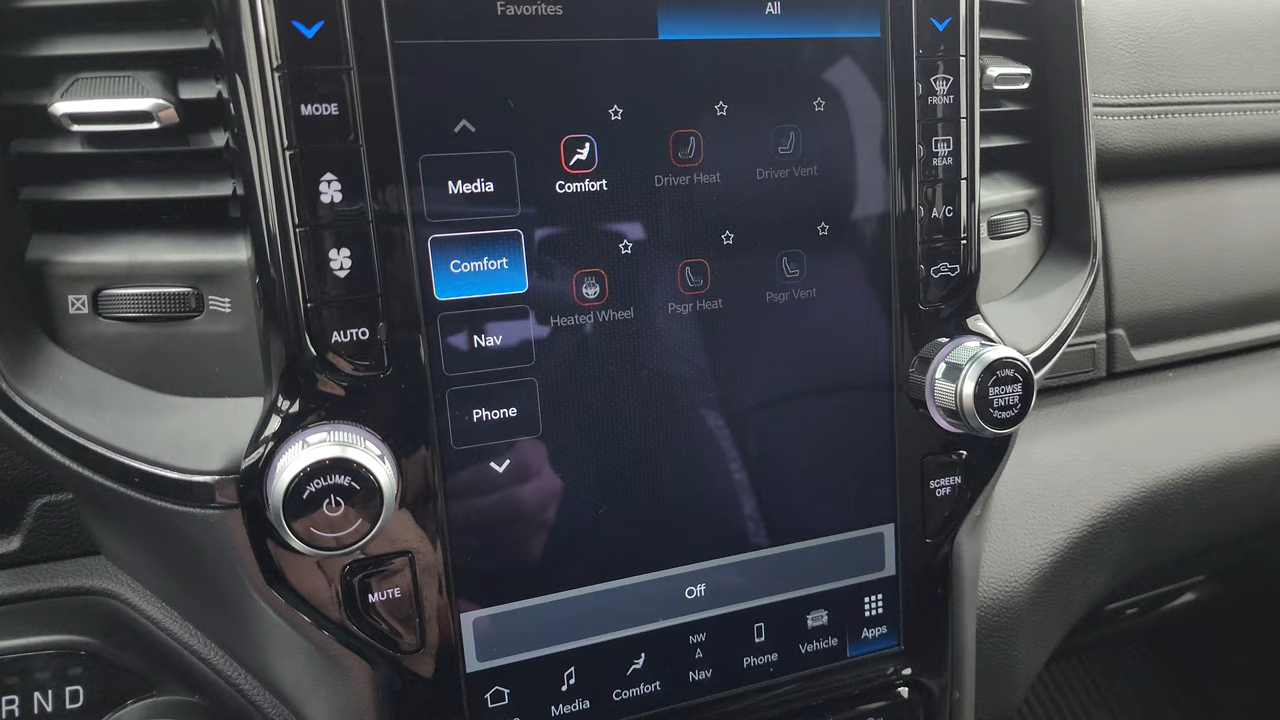 Favorites
All
MODE
AUTO
VOLUME
MUTE
R N D
Media
Comfort
Nav
Phone
Comfort
Driver Heat
Driver Vent
Heated Wheel
Psgr Heat
Psgr Vent
Off
Media
Comfort
NW
Nav
Phone
Vehicle
Apps
FRONT
REAR
A/C
TUNE
BROWSE
ENTER
SCROLL
SCREEN
OFF